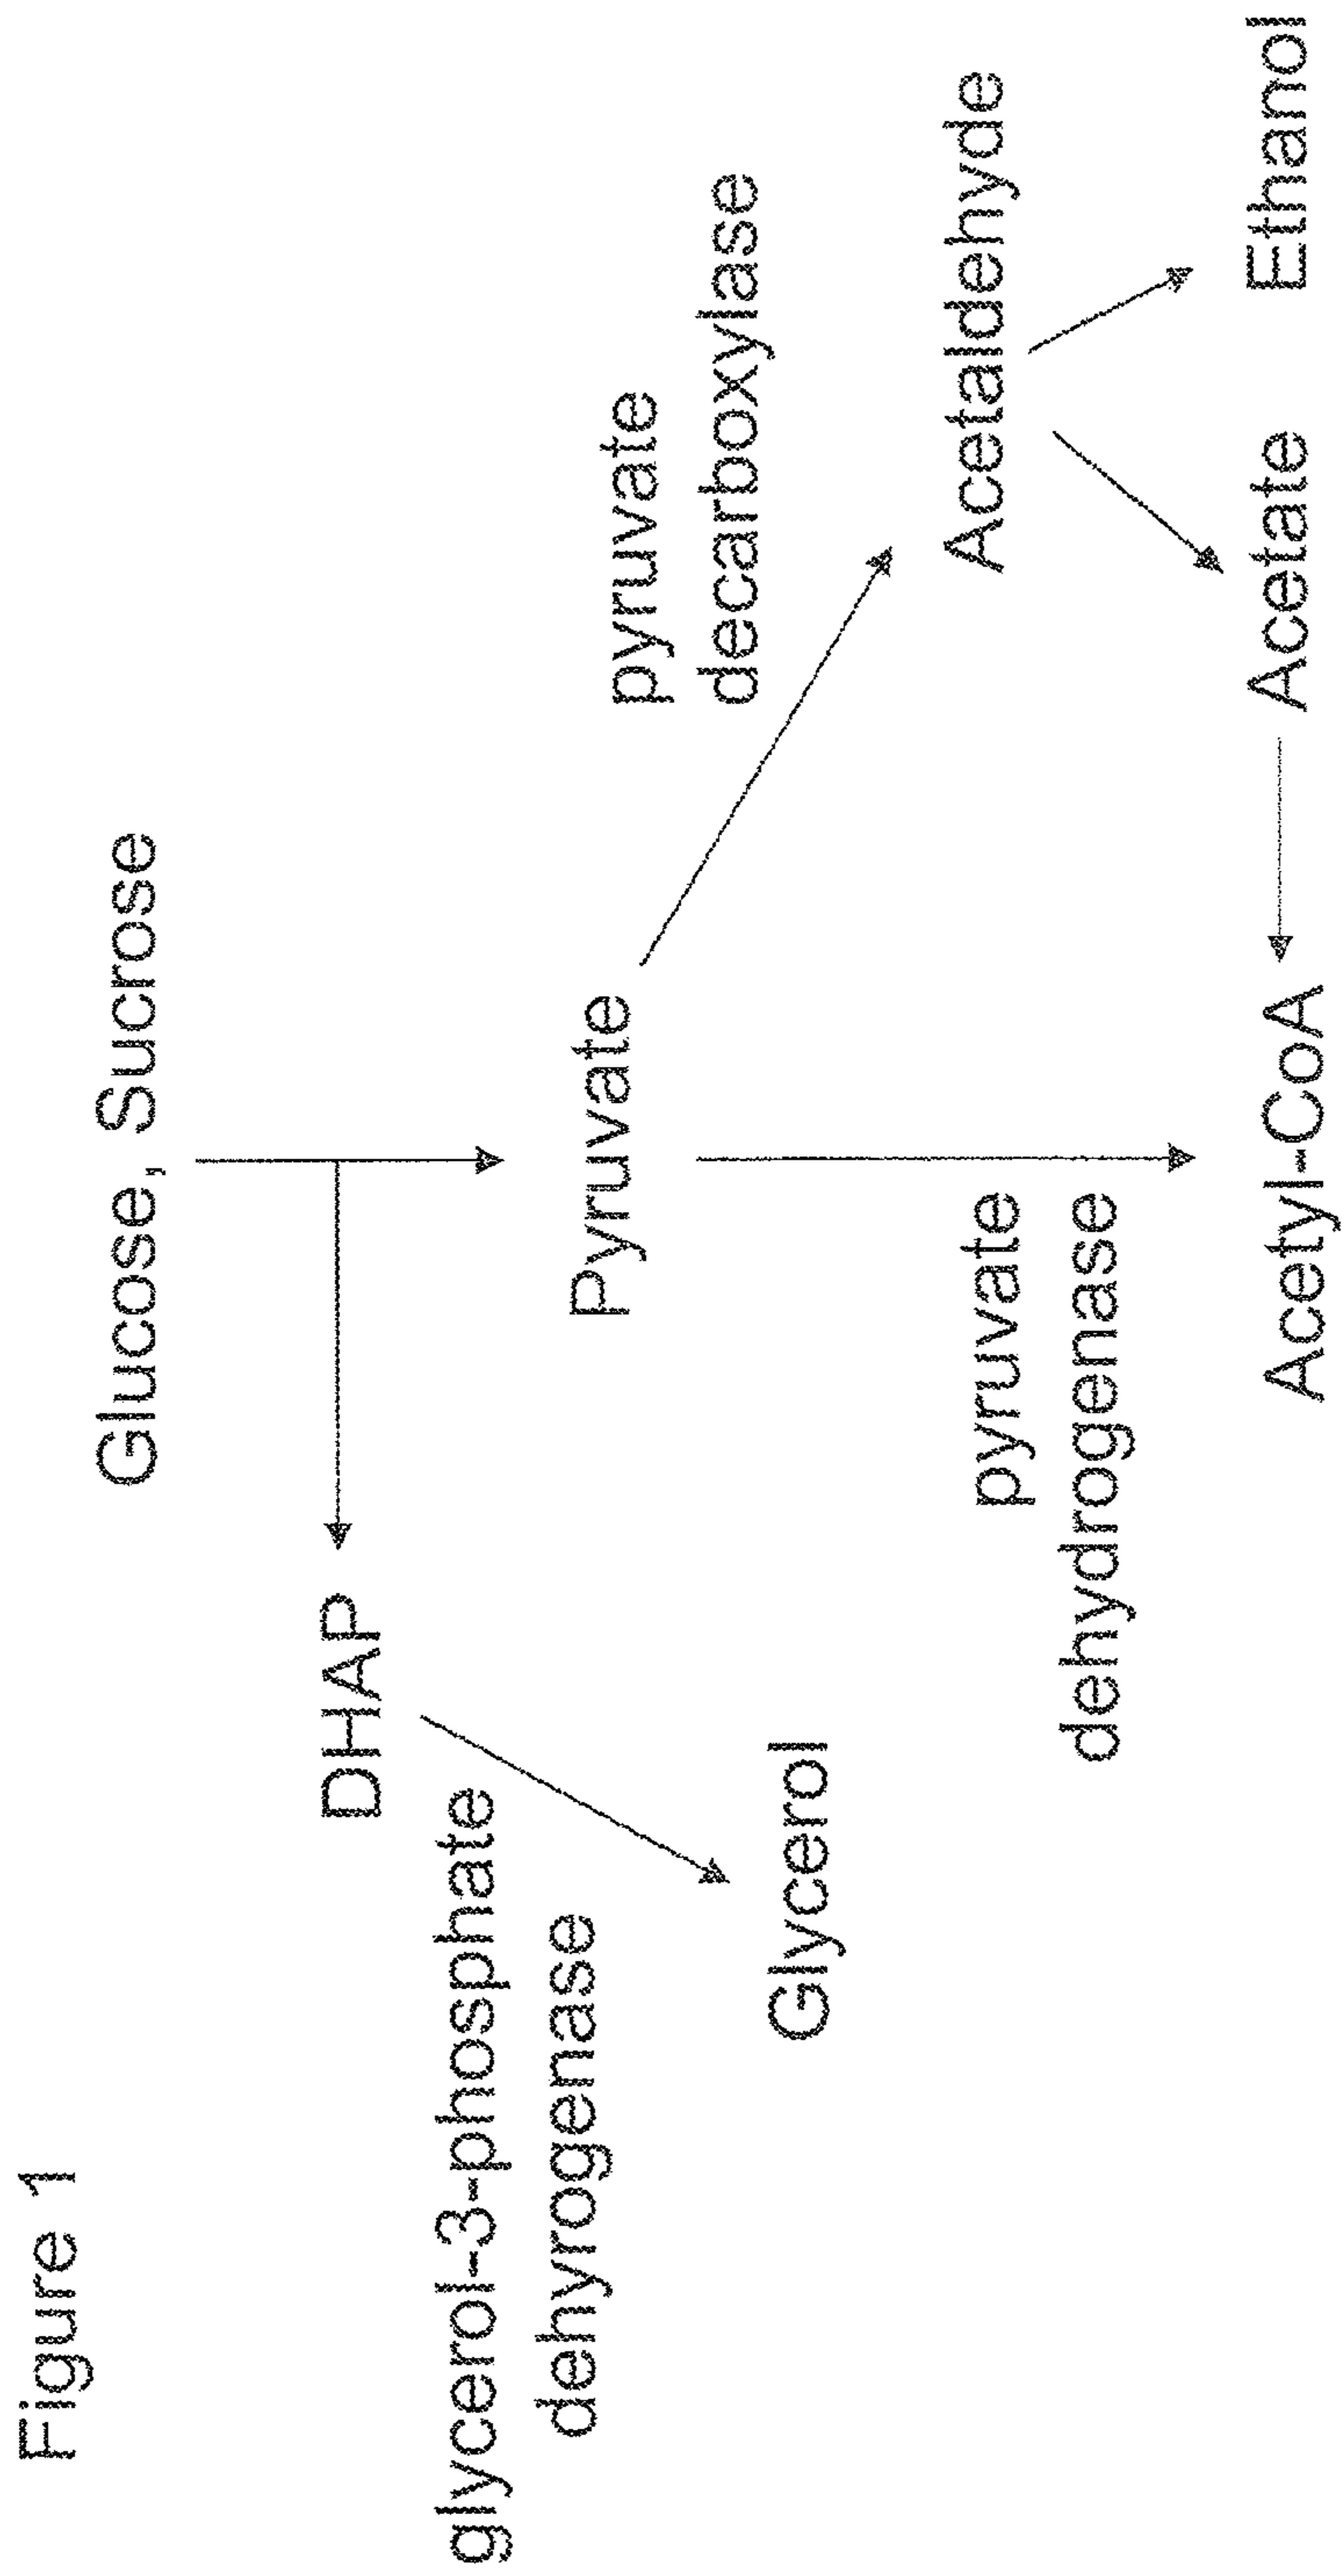 Figure 1
Glucose, Sucrose
DHAP
glycerol-3-phosphate
dehyrogenase
Glycerol
Pyruvate
pyruvate
decarboxylase
pyruvate
dehydrogenase
Acetaldehyde
Acetyl-CoA
Acetate
Ethanol